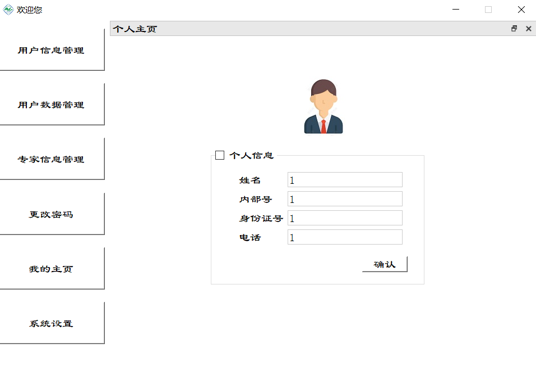 欢迎您
个人主页
用户信息管理
用户数据管理
专家信息管理
更改密码
我的主页
系统设置
个人信息
姓名 1
内部号 1
身份证号 1
电话 1
确认